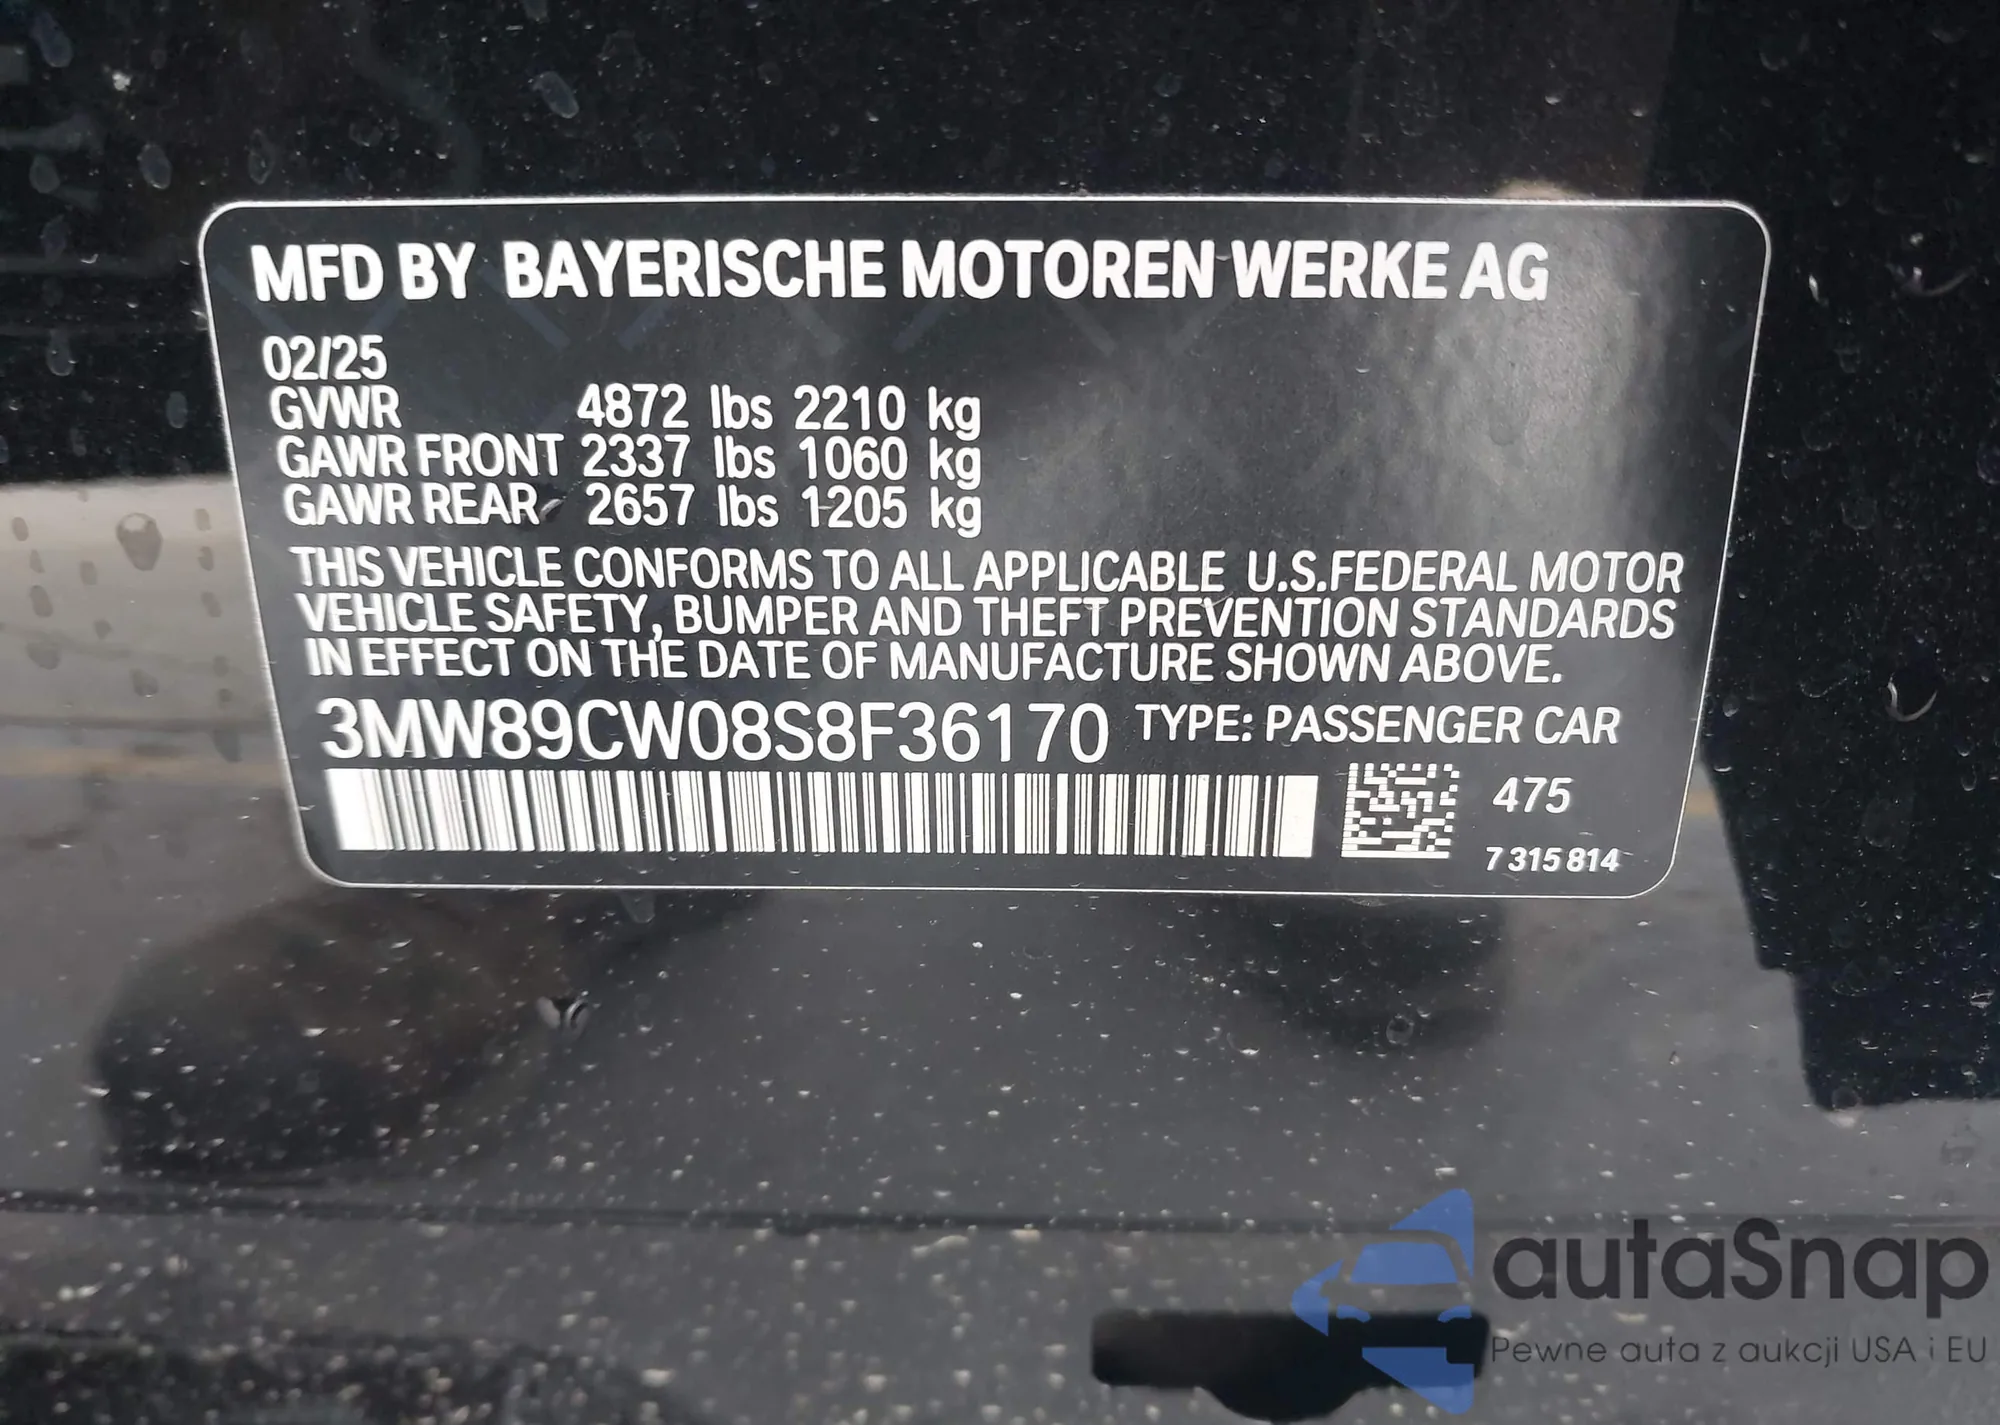 MFD BY BAYERISCHE MOTOREN WERKE AG
02/25
GVWR 4872 lbs 2210 kg
GAWR FRONT 2337 lbs 1060 kg
GAWR REAR 2657 lbs 1205 kg
THIS VEHICLE CONFORMS TO ALL APPLICABLE U.S.FEDERAL MOTOR
VEHICLE SAFETY, BUMPER AND THEFT PREVENTION STANDARDS
IN EFFECT ON THE DATE OF MANUFACTURE SHOWN ABOVE.
3MW89CW08S8F36170 TYPE: PASSENGER CAR
475
7 315 814
autaSnap
Pewne auta z aukcji USA i EU